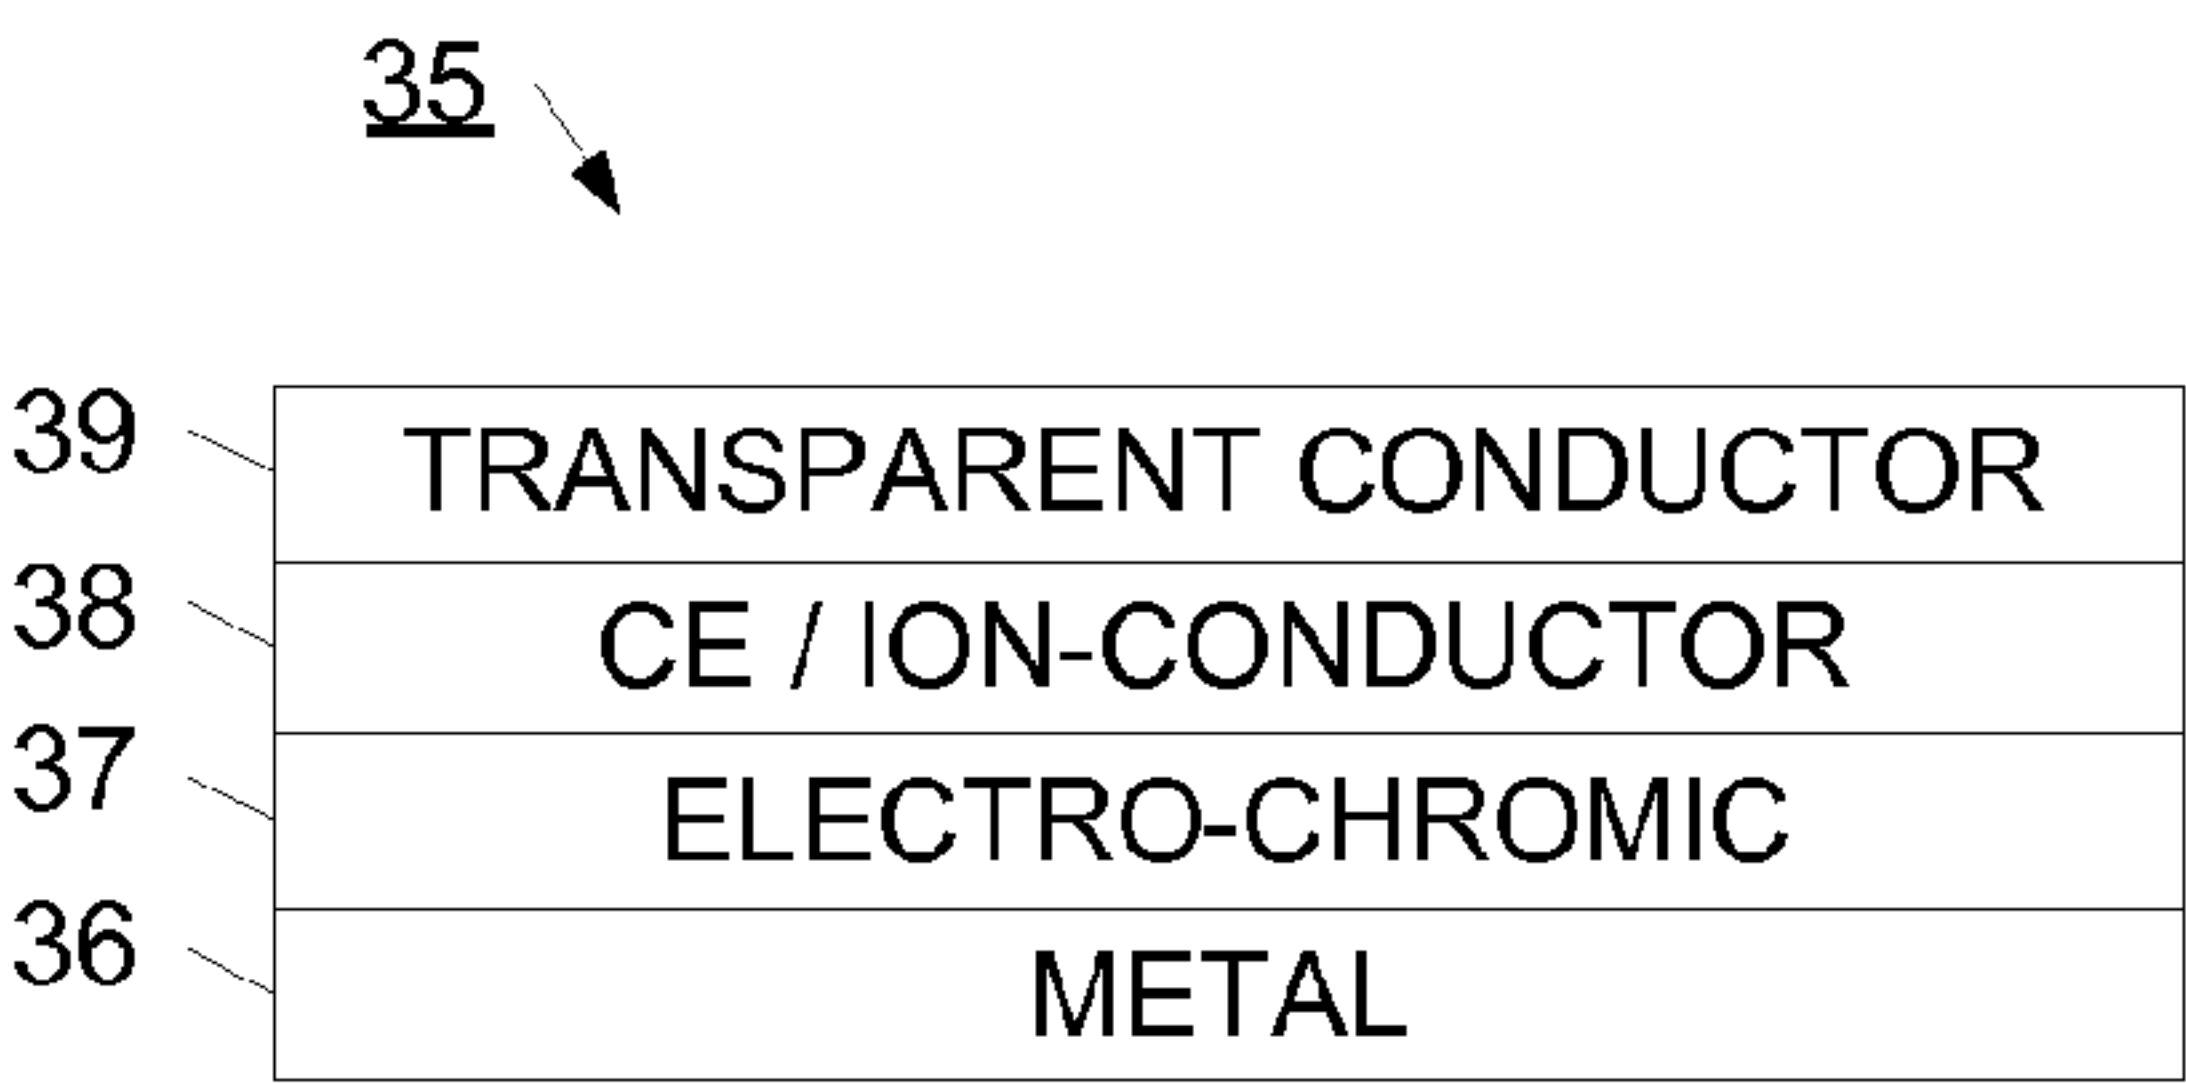 35
39 TRANSPARENT CONDUCTOR
38 CE / ION-CONDUCTOR
37 ELECTRO-CHROMIC
36 METAL